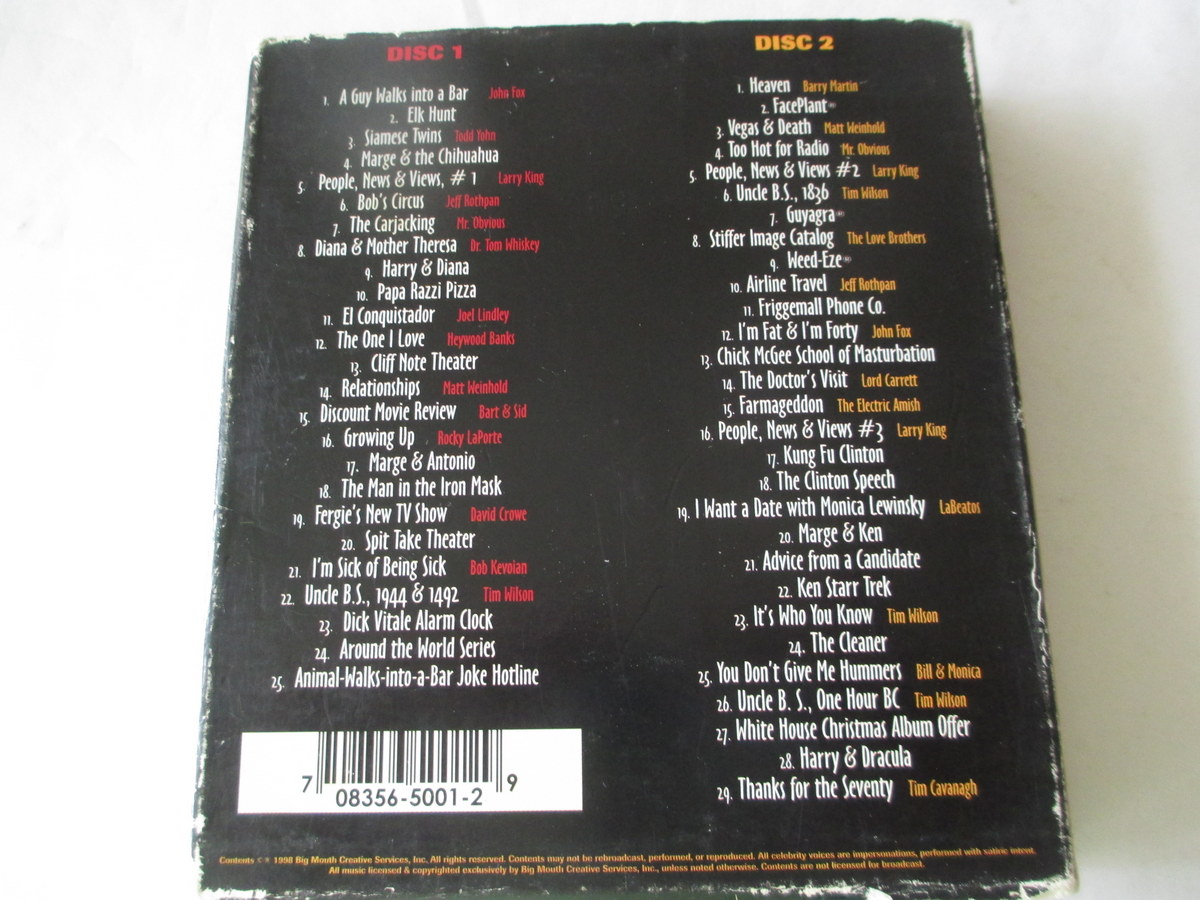 DISC 1
1. A Guy Walks into a Bar John Fox
2. Elk Hunt
3. Siamese Twins Todd Yohn
4. Marge & the Chihuahua
5. People, News & Views, #1 Larry King
6. Bob's Circus Jeff Rothpan
7. The Carjacking Mr. Obvious
8. Diana & Mother Theresa Dr. Tom Whiskey
9. Harry & Diana
10. Papa Razzi Pizza
11. El Conquistador Joel Lindley
12. The One I Love Heywood Banks
13. Cliff Note Theater
14. Relationships Matt Weinhold
15. Discount Movie Review Bart & Sid
16. Growing Up Rocky LaPorte
17. Marge & Antonio
18. The Man in the Iron Mask
19. Fergie's New TV Show David Crowe
20. Spit Take Theater
21. I'm Sick of Being Sick Bob Kevoian
22. Uncle B.S., 1944 & 1492 Tim Wilson
23. Dick Vitale Alarm Clock
24. Around the World Series
25. Animal-Walks-into-a-Bar Joke Hotline
7 08356-5001-2 9
DISC 2
1. Heaven Barry Martin
2. FacePlant
3. Vegas & Death Matt Weinhold
4. Too Hot for Radio Mr. Obvious
5. People, News & Views #2 Larry King
6. Uncle B.S., 1836 Tim Wilson
7. Guyagra
8. Stiffer Image Catalog The Love Brothers
9. Weed-Eze
10. Airline Travel Jeff Rothpan
11. Friggemall Phone Co.
12. I'm Fat & I'm Forty John Fox
13. Chick McGee School of Masturbation
14. The Doctor's Visit Lord Carrett
15. Farmageddon The Electric Amish
16. People, News & Views #3 Larry King
17. Kung Fu Clinton
18. The Clinton Speech
19. I Want a Date with Monica Lewinsky LaBeatos
20. Marge & Ken
21. Advice from a Candidate
22. Ken Starr Trek
23. It's Who You Know Tim Wilson
24. The Cleaner
25. You Don't Give Me Hummers Bill & Monica
26. Uncle B. S., One Hour BC Tim Wilson
27. White House Christmas Album Offer
28. Harry & Dracula
29. Thanks for the Seventy Tim Cavanagh
Contents © 1998 Big Mouth Creative Services, Inc. All rights reserved. Contents may not be rebroadcast, performed, or reproduced. All celebrity voices are impersonations, performed with satiric intent.
All music licensed & copyrighted exclusively by Big Mouth Creative Services, Inc., unless noted otherwise. Contents are not licensed for broadcast.